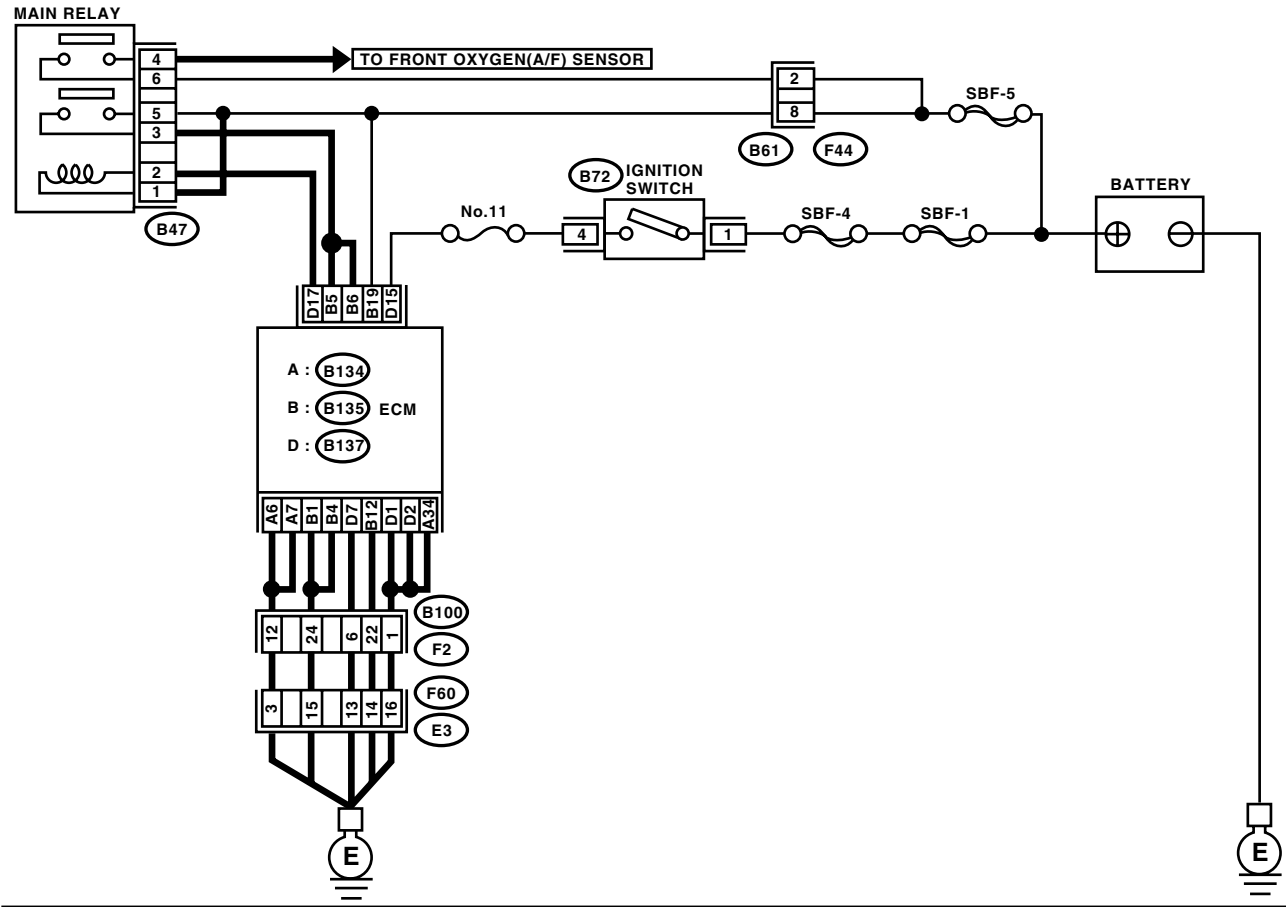 MAIN RELAY
4
TO FRONT OXYGEN(A/F) SENSOR
6
2
SBF-5
5
8
3
B61
F44
B72
IGNITION
SWITCH
2
BATTERY
1
No.11
SBF-4
SBF-1
B47
4
1
D17
B5
B6
B19
D15
A : B134
B : B135
ECM
D : B137
A6
A7
B1
B4
D7
B12
D1
D2
A34
B100
12
24
6
22
1
F2
F60
3
15
13
14
16
E3
E
E